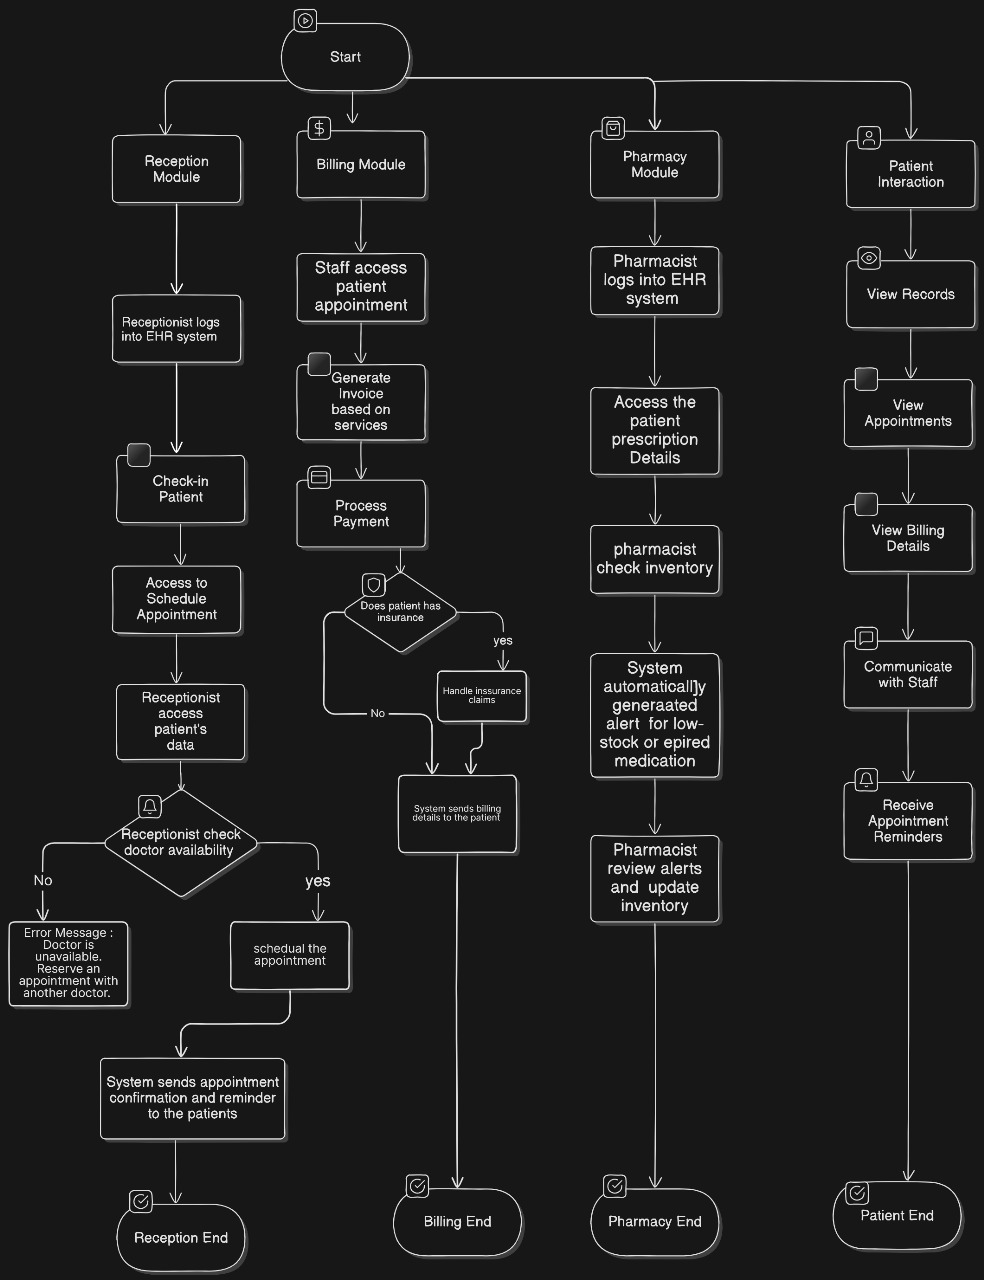 Start
Reception
Module
Receptionist logs
into EHR system
Check-in
Patient
Access to
Schedule
Appointment
Receptionist
access
patient's
data
Receptionist check
doctor availability
No
yes
Error Message :
Doctor is
unavailable.
Reserve an
appointment with
another doctor.
schedual the
appointment
System sends appointment
confirmation and reminder
to the patients
Reception End
Billing Module
Staff access
patient
appointment
Generate
Invoice
based on
services
Process
Payment
Does patient has
insurance
yes
No
Handle inssurance
claims
System sends billing
details to the patient
Billing End
Pharmacy
Module
Pharmacist
logs into EHR
system
Access the
patient
prescription
Details
pharmacist
check inventory
System
automatically
generaated
alert for low-
stock or epired
medication
Pharmacist
review alerts
and update
inventory
Pharmacy End
Patient
Interaction
View Records
View
Appointments
View Billing
Details
Communicate
with Staff
Receive
Appointment
Reminders
Patient End